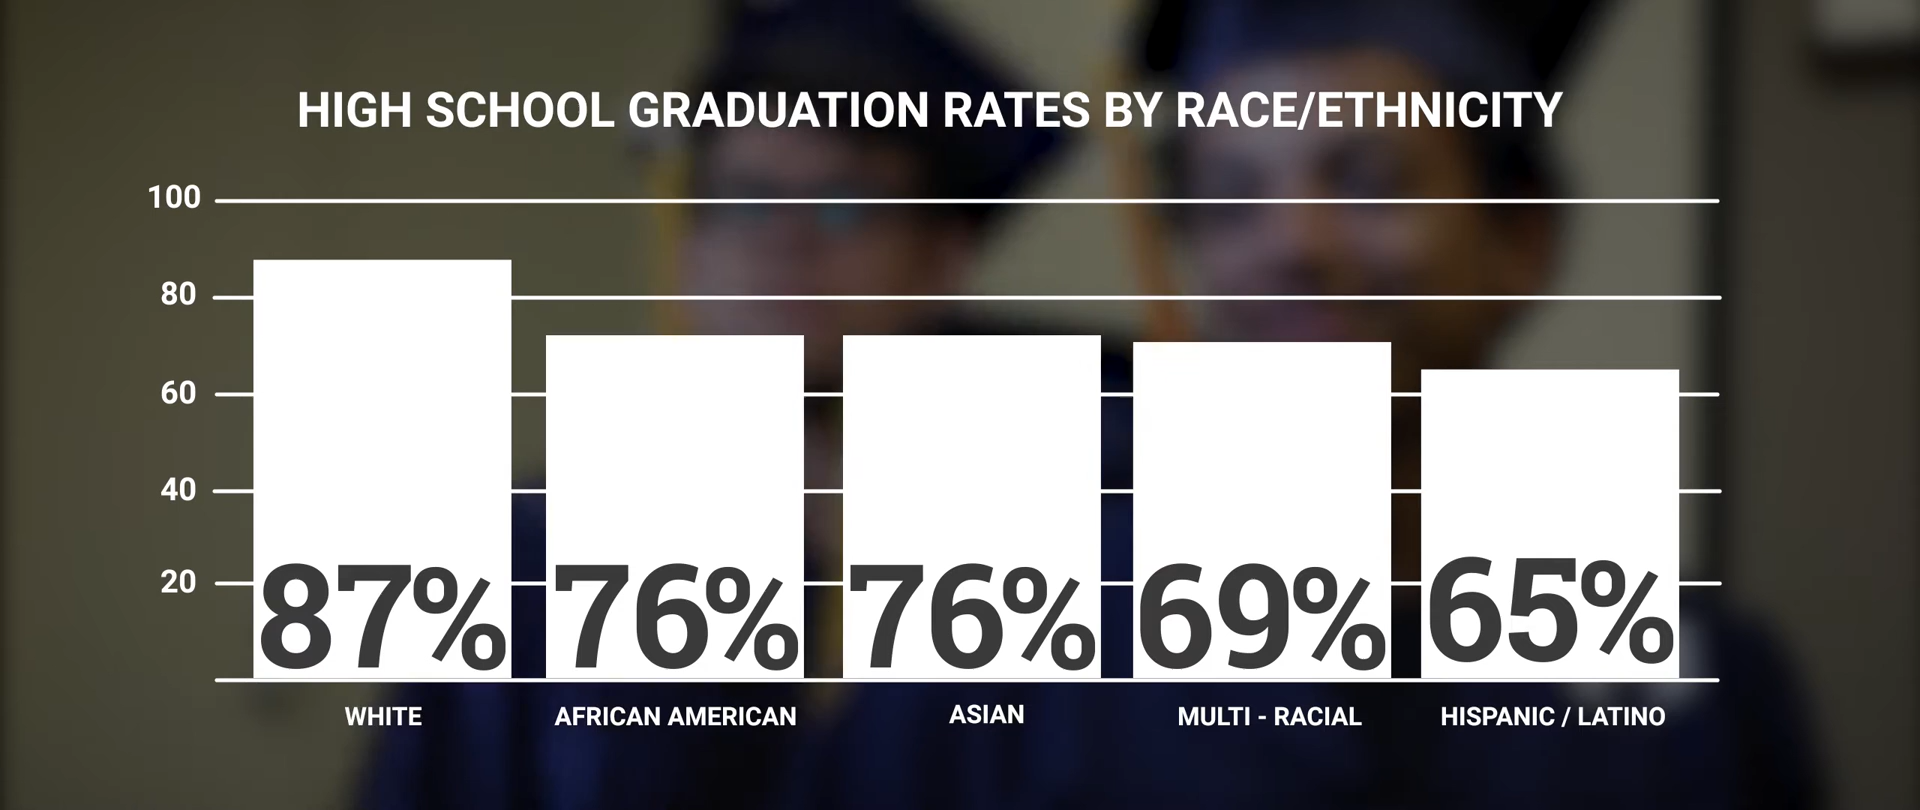 HIGH SCHOOL GRADUATION RATES BY RACE/ETHNICITY
100
80
60
40
20
87%
76%
76%
69%
65%
WHITE
AFRICAN AMERICAN
ASIAN
MULTI - RACIAL
HISPANIC / LATINO